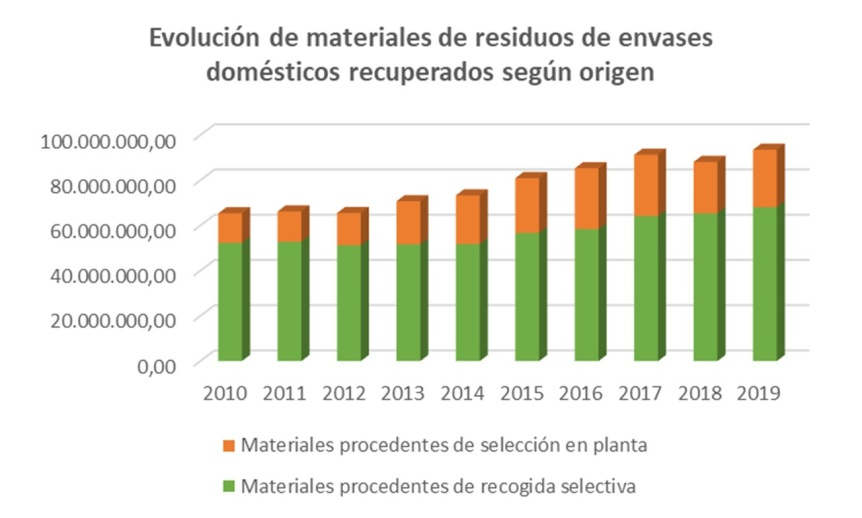 Evolución de materiales de residuos de envases
domésticos recuperados según origen
100.000.000,00
80.000.000,00
60.000.000,00
40.000.000,00
20.000.000,00
0,00
2010 2011 2012 2013 2014 2015 2016 2017 2018 2019
Materiales procedentes de selección en planta
Materiales procedentes de recogida selectiva